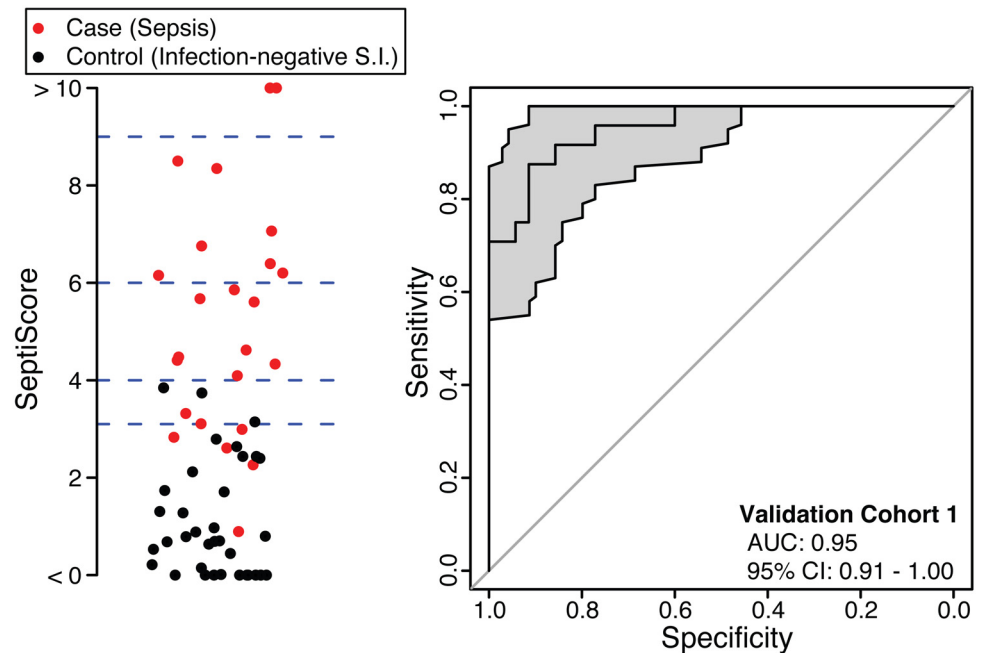 Case (Sepsis)
Control (Infection-negative S.I.)
SeptiScore
> 10
8
6
4
2
< 0
Sensitivity
1.0
0.8
0.6
0.4
0.2
0.0
Validation Cohort 1
AUC: 0.95
95% CI: 0.91 - 1.00
1.0 0.8 0.6 0.4 0.2 0.0
Specificity